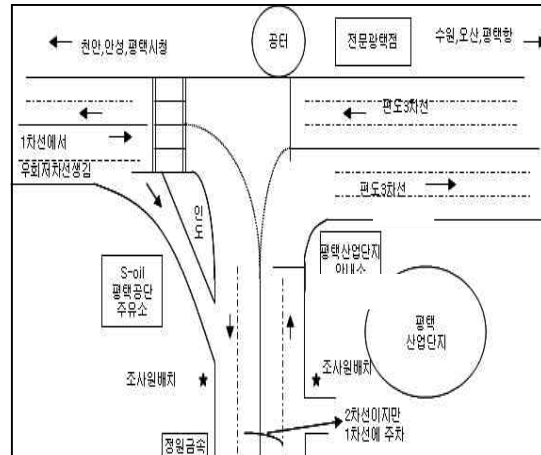 천안,안성,평택시청
공터
전문광택점
수원,오산,평택항
편도3차선
1차선에서
우회저차선생김
편도3차선
인도
S-oil
평택공단
주유소
평택산업단지
안내소
평택
산업단지
조사원배치
조사원배치
2차선이지만
1차선에 주차
정원금속